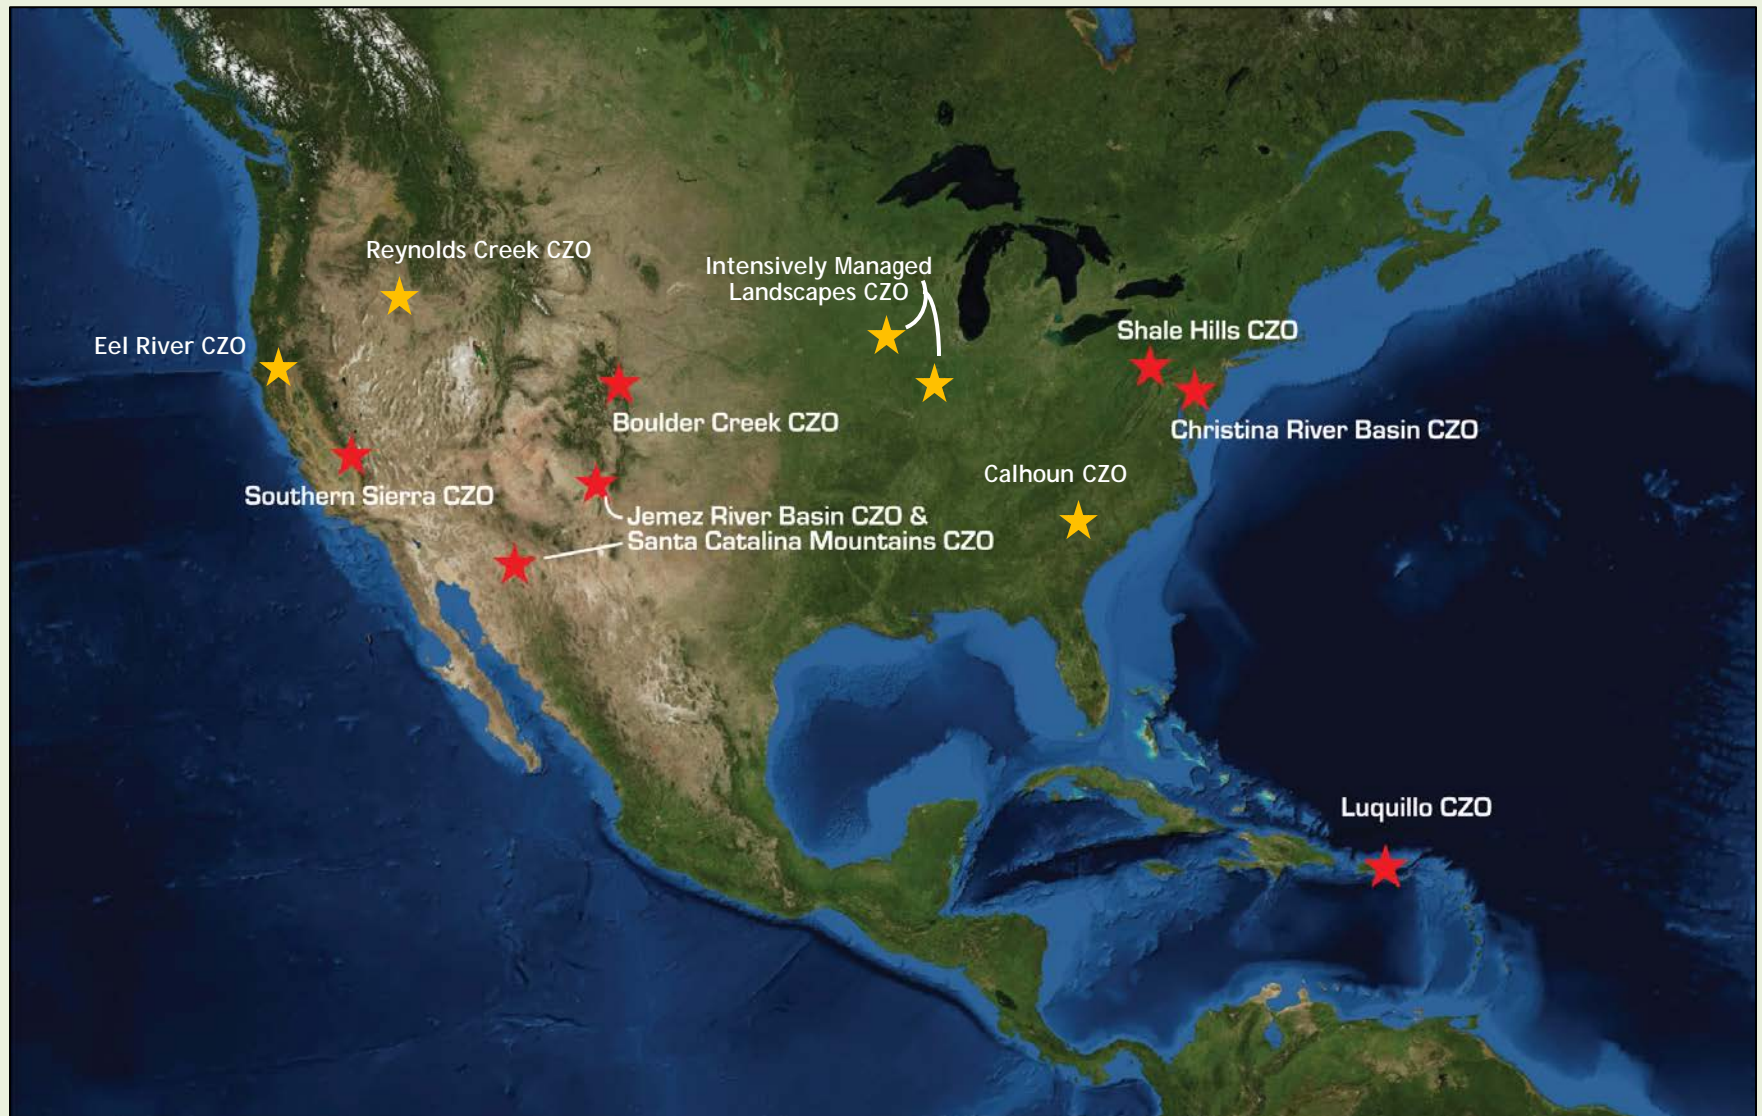 Reynolds Creek CZO
Intensively Managed
Landscapes CZO
Shale Hills CZO
Eel River CZO
Boulder Creek CZO
Christina River Basin CZO
Calhoun CZO
Southern Sierra CZO
Jemez River Basin CZO &
Santa Catalina Mountains CZO
Luquillo CZO